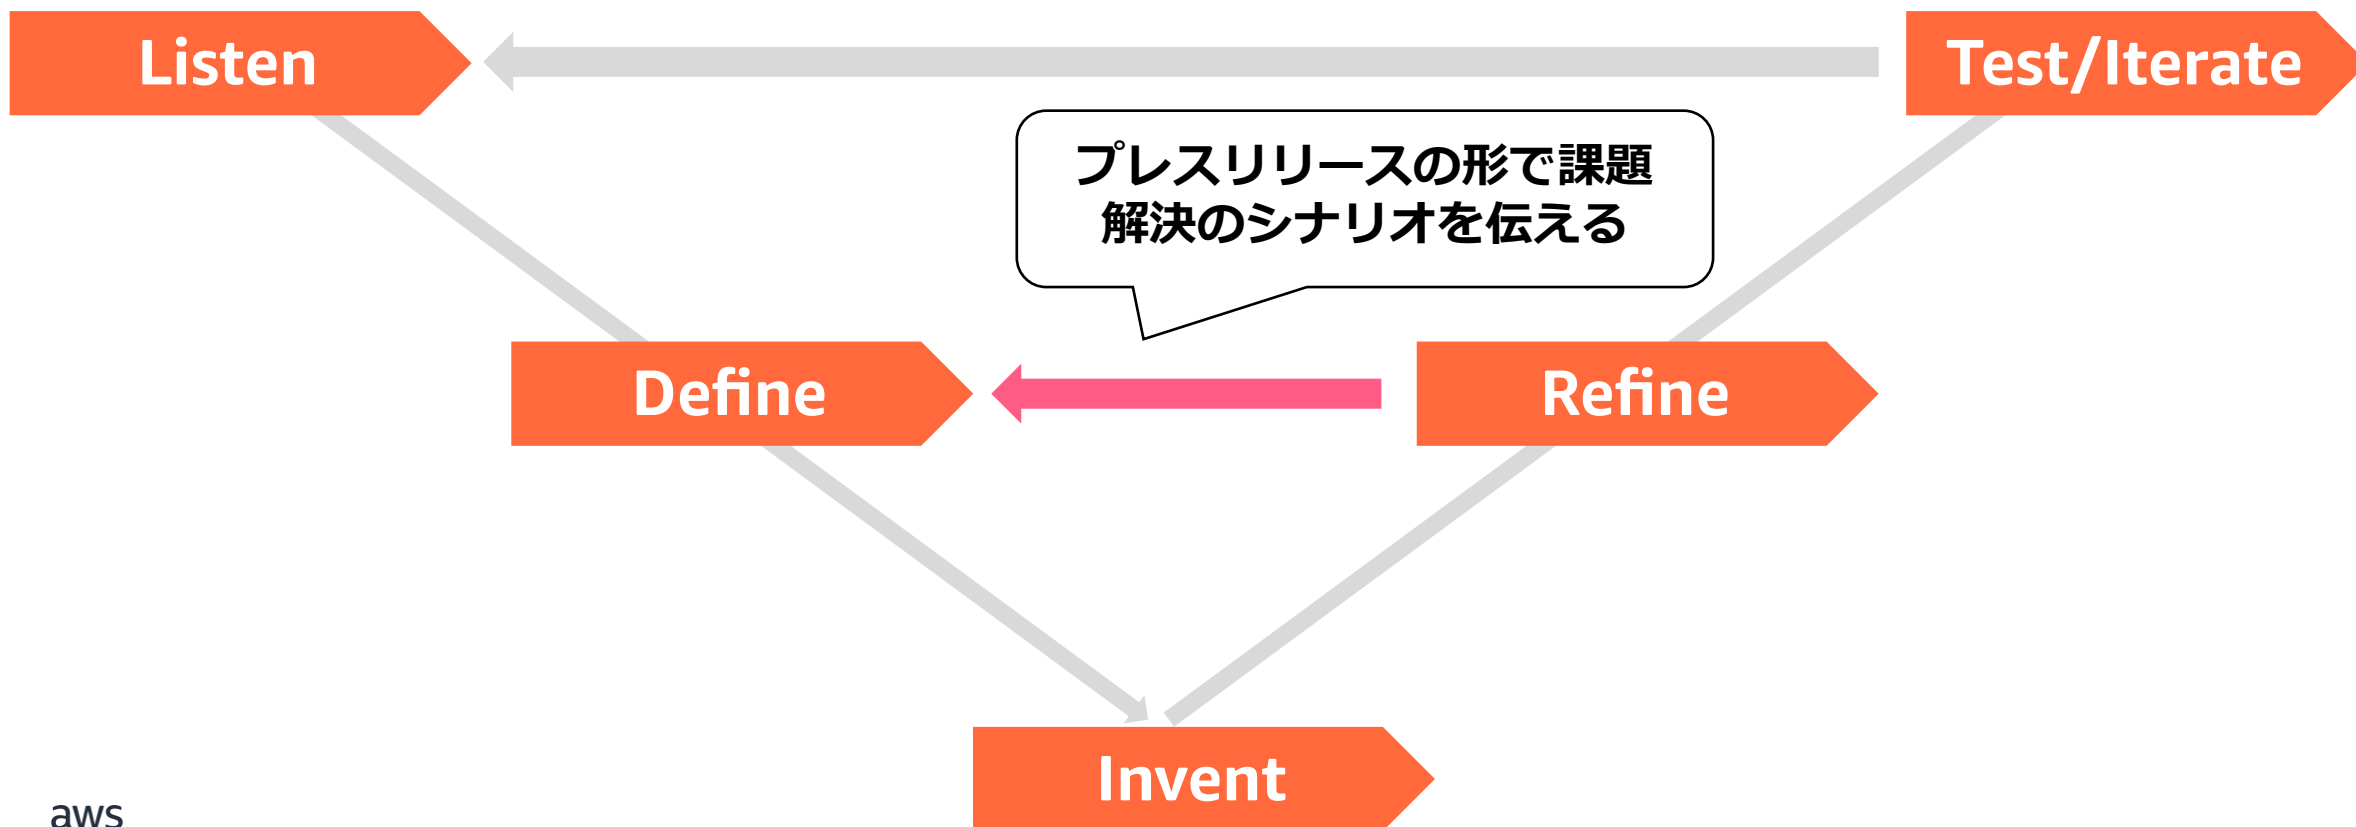 Listen
Test/Iterate
プレスリリースの形で課題
解決のシナリオを伝える
Define
Refine
Invent
aws